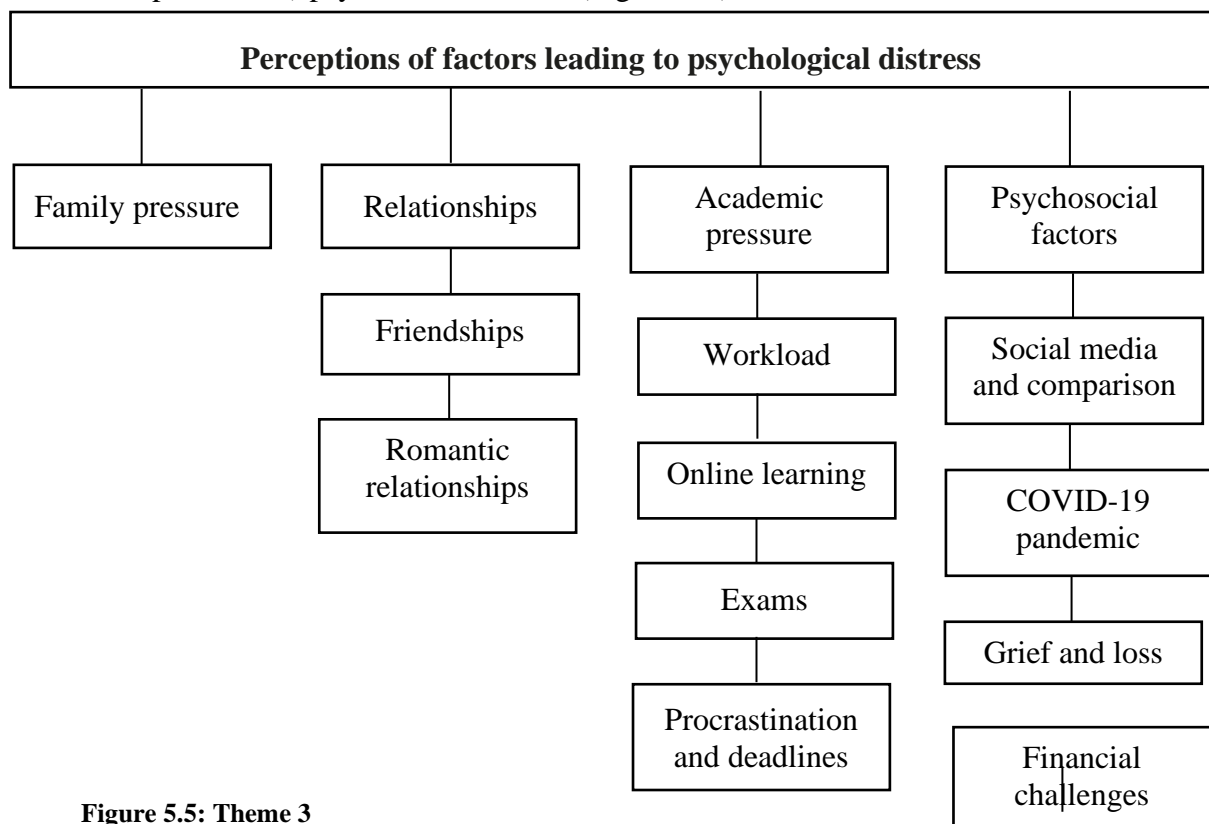 Perceptions of factors leading to psychological distress
Family pressure
Relationships
Friendships
Romantic
relationships
Academic
pressure
Workload
Online learning
Exams
Procrastination
and deadlines
Psychosocial
factors
Social media
and comparison
COVID-19
pandemic
Grief and loss
Financial
challenges
Figure 5.5: Theme 3